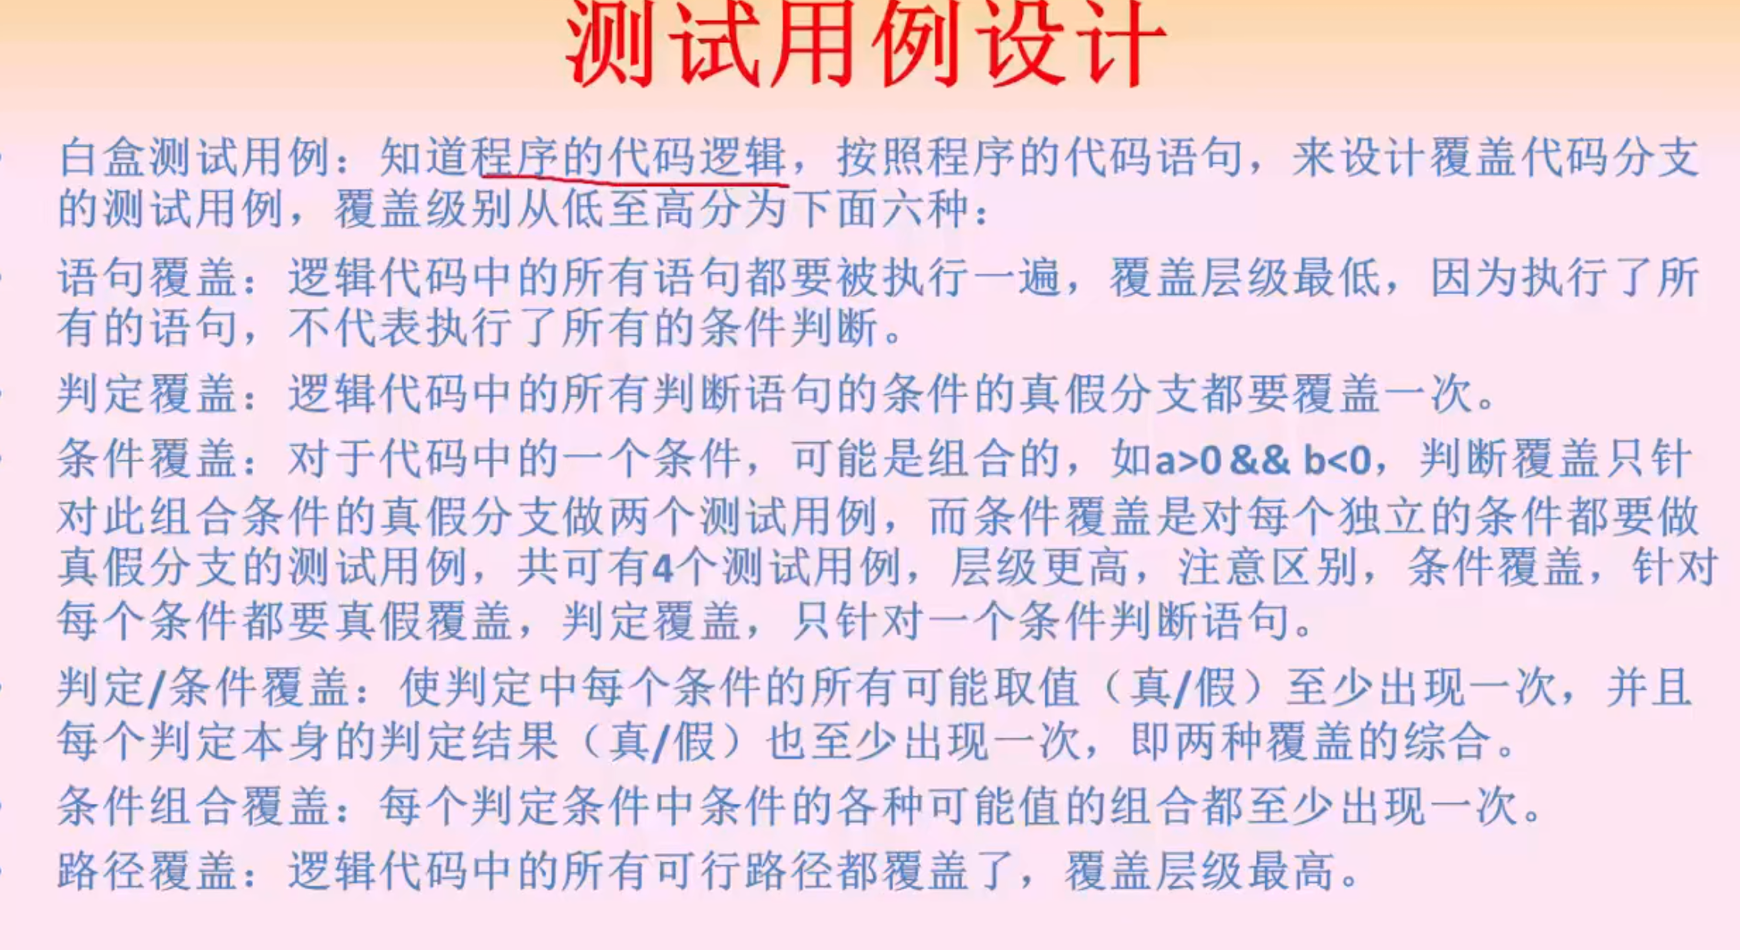 测试用例设计
白盒测试用例：知道程序的代码逻辑，按照程序的代码语句，来设计覆盖代码分支
的测试用例，覆盖级别从低至高分为下面六种：
语句覆盖：逻辑代码中的所有语句都要被执行一遍，覆盖层级最低，因为执行了所
有的语句，不代表执行了所有的条件判断。
判定覆盖：逻辑代码中的所有判断语句的条件的真假分支都要覆盖一次。
条件覆盖：对于代码中的一个条件，可能是组合的，如a>0 && b<0，判断覆盖只针
对此组合条件的真假分支做两个测试用例，而条件覆盖是对每个独立的条件都要做
真假分支的测试用例，共可有4个测试用例，层级更高，注意区别，条件覆盖，针对
每个条件都要真假覆盖，判定覆盖，只针对一个条件判断语句。
判定/条件覆盖：使判定中每个条件的所有可能取值（真/假）至少出现一次，并且
每个判定本身的判定结果（真/假）也至少出现一次，即两种覆盖的综合。
条件组合覆盖：每个判定条件中条件的各种可能值的组合都至少出现一次。
路径覆盖：逻辑代码中的所有可行路径都覆盖了，覆盖层级最高。